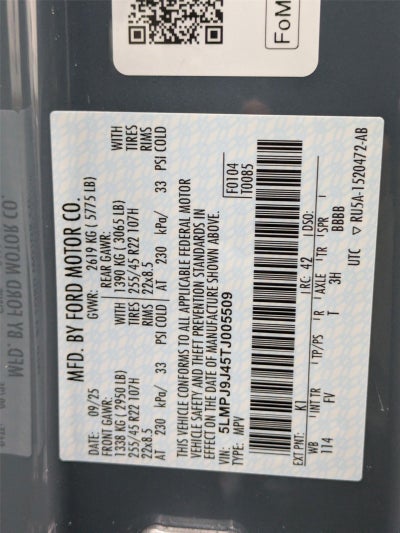 FoM
MFD. BY FORD MOTOR CO.
DATE: 09/25 GVWR: 2619 KG ( 5775 LB)
FRONT GAWR: REAR GAWR:
1338 KG ( 2950 LB) WITH 1390 KG ( 3065 LB) WITH
255/45 R22 107H TIRES 255/45 R22 107H TIRES
22x8.5 RIMS 22x8.5 RIMS
AT 230 kPa/ 33 PSI COLD AT 230 kPa/ 33 PSI COLD
THIS VEHICLE CONFORMS TO ALL APPLICABLE FEDERAL MOTOR
VEHICLE SAFETY AND THEFT PREVENTION STANDARDS IN
EFFECT ON THE DATE OF MANUFACTURE SHOWN ABOVE.
5LMPJ9J45TJ005509
TYPE: MPV
F0104
T0085
EXT PNT: K1 RC: 42 DSO:
WB INT TR TP/PS R AXLE TR SPR
114 FV T 3H BBBB
UTC ▽ RU5A-1520472-AB
MFD. BY FORD MOTOR CO.